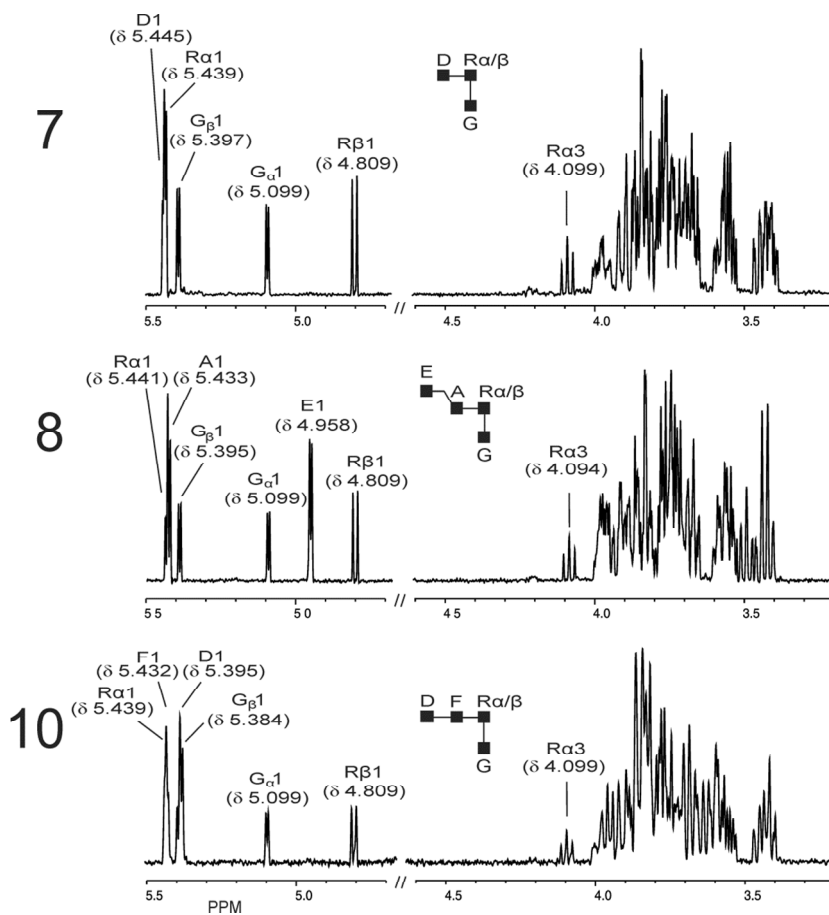 7
D1
(δ 5.445)
Rα1
(δ 5.439)
Gβ1
(δ 5.397)
Gα1
(δ 5.099)
Rβ1
(δ 4.809)
D Rα/β
G
Rα3
(δ 4.099)
5.5 5.0 // 4.5 4.0 3.5
8
Rα1
(δ 5.441)
A1
(δ 5.433)
Gβ1
(δ 5.395)
Gα1
(δ 5.099)
E1
(δ 4.958)
Rβ1
(δ 4.809)
E
A Rα/β
G
Rα3
(δ 4.094)
5 5 5 0 // 4 5 4.0 3.5
10
F1
(δ 5.432)
D1
(δ 5.395)
Rα1
(δ 5.439)
Gβ1
(δ 5.384)
Gα1
(δ 5.099)
Rβ1
(δ 4.809)
D F Rα/β
G
Rα3
(δ 4.099)
5.5 5.0 // 4.5 4.0 3.5
PPM